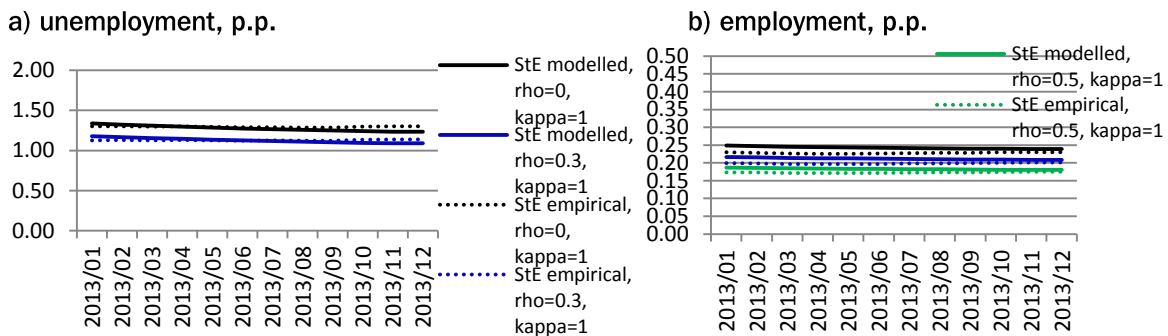 a) unemployment, p.p.
2.00
1.50
1.00
0.50
0.00
2013/01
2013/02
2013/03
2013/04
2013/05
2013/06
2013/07
2013/08
2013/09
2013/10
2013/11
2013/12
StE modelled,
rho=0,
kappa=1
StE modelled,
rho=0.3,
kappa=1
StE empirical,
rho=0,
kappa=1
StE empirical,
rho=0.3,
kappa=1
b) employment, p.p.
0.50
0.45
0.40
0.35
0.30
0.25
0.20
0.15
0.10
0.05
0.00
2013/01
2013/02
2013/03
2013/04
2013/05
2013/06
2013/07
2013/08
2013/09
2013/10
2013/11
2013/12
StE modelled,
rho=0.5, kappa=1
StE empirical,
rho=0.5, kappa=1